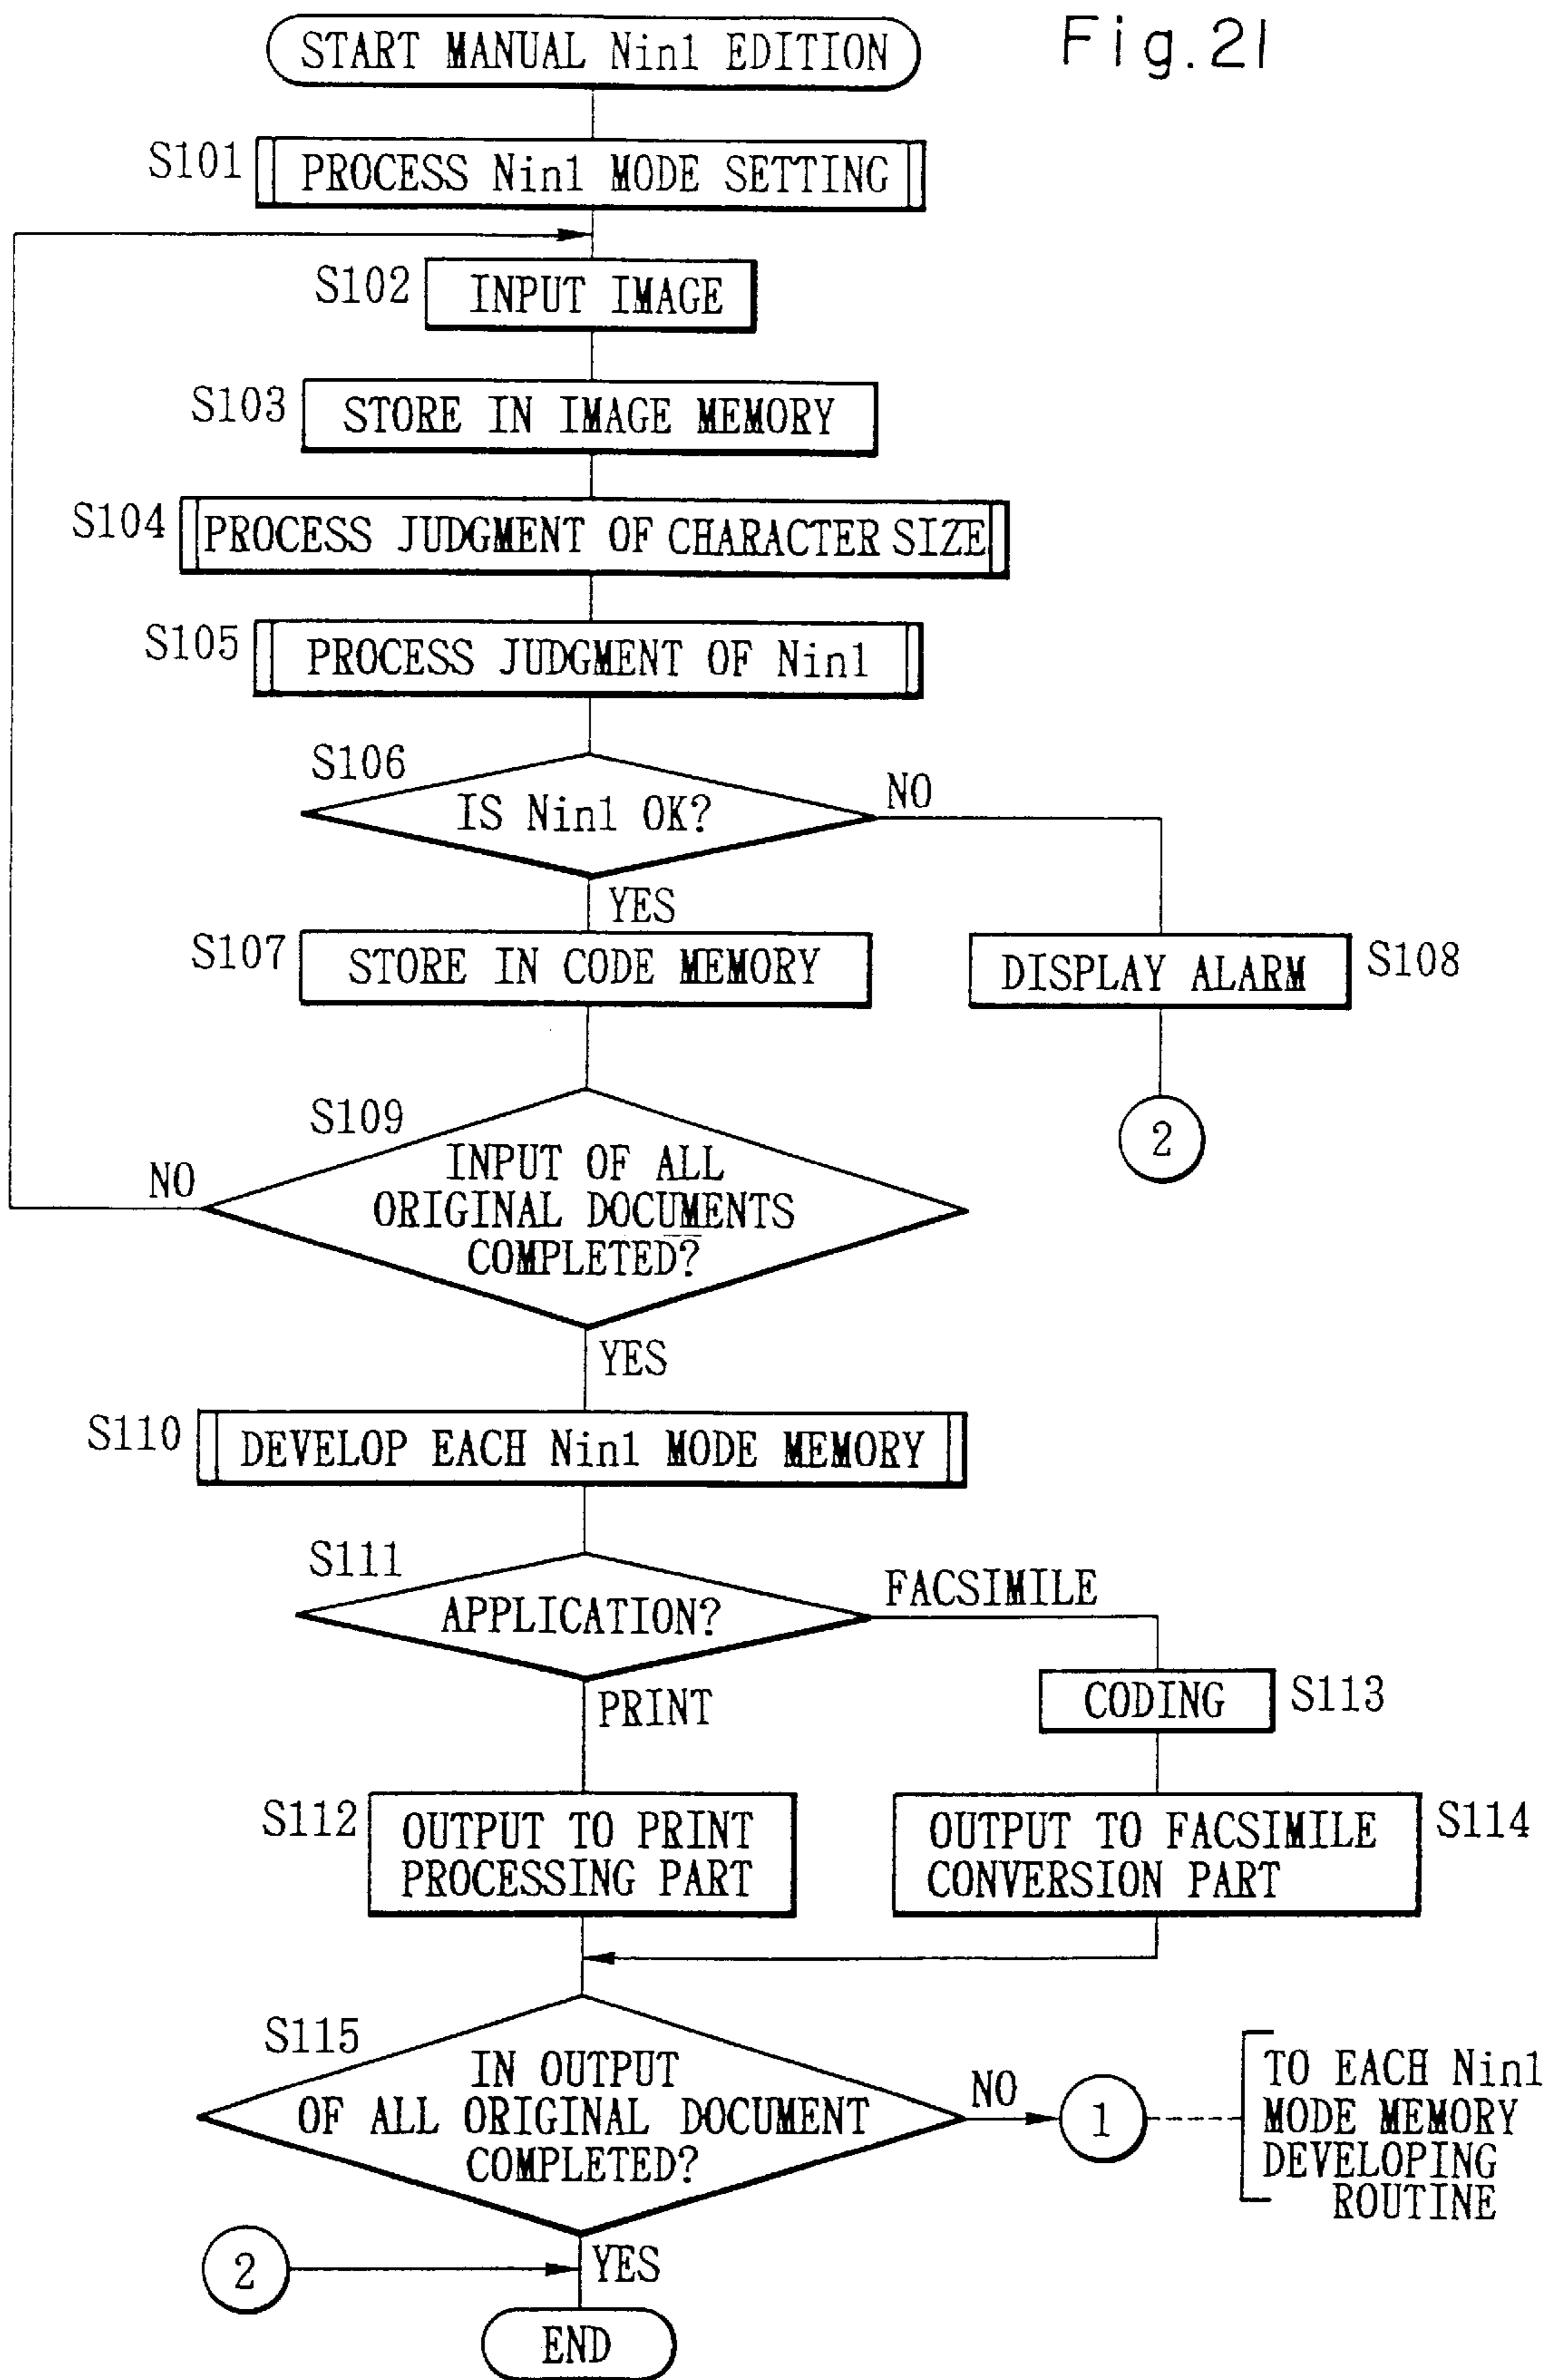 Fig.21
START MANUAL Nin1 EDITION
S101
PROCESS Nin1 MODE SETTING
S102
INPUT IMAGE
S103
STORE IN IMAGE MEMORY
S104
PROCESS JUDGMENT OF CHARACTER SIZE
S105
PROCESS JUDGMENT OF Nin1
S106
IS Nin1 OK?
NO
YES
S107
STORE IN CODE MEMORY
DISPLAY ALARM
S108
2
S109
INPUT OF ALL
ORIGINAL DOCUMENTS
COMPLETED?
NO
YES
S110
DEVELOP EACH Nin1 MODE MEMORY
S111
APPLICATION?
FACSIMILE
PRINT
CODING
S113
S112
OUTPUT TO PRINT
PROCESSING PART
OUTPUT TO FACSIMILE
CONVERSION PART
S114
S115
IN OUTPUT
OF ALL ORIGINAL DOCUMENT
COMPLETED?
NO
1
TO EACH Nin1
MODE MEMORY
DEVELOPING
ROUTINE
2
YES
END